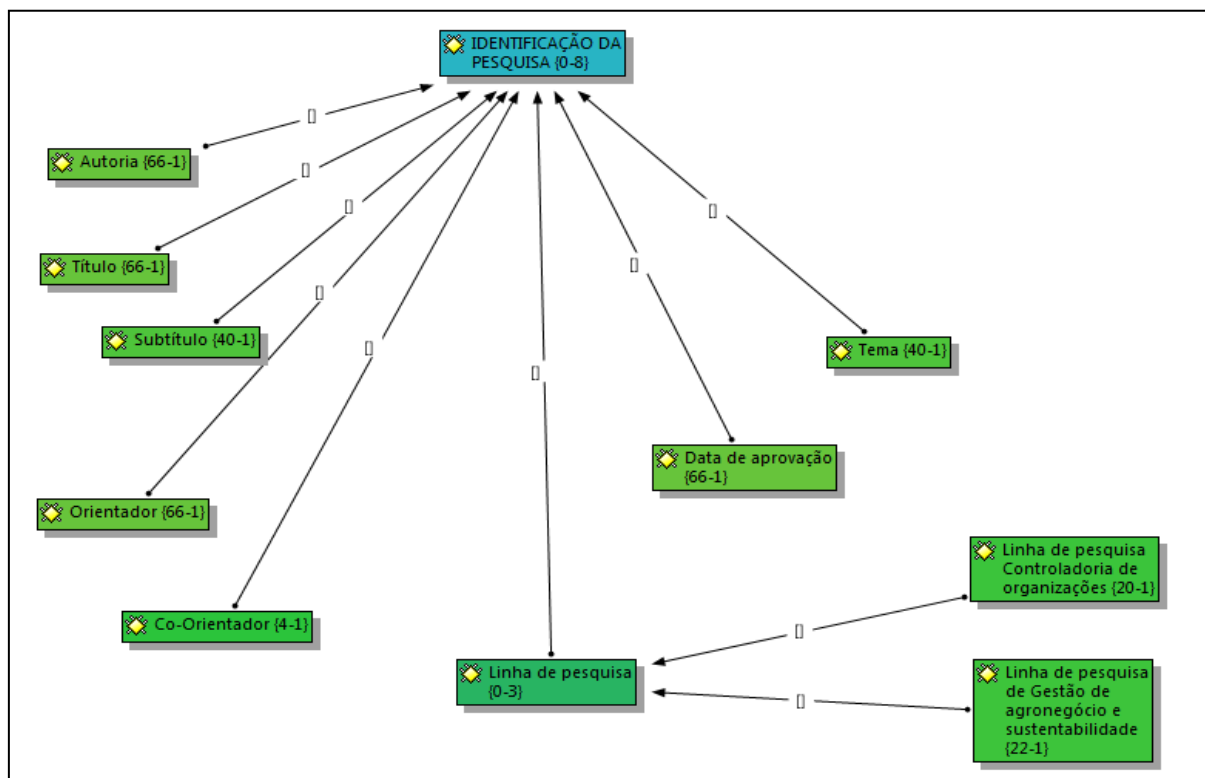 IDENTIFICAÇÃO DA
PESQUISA {0-8}
[]
Autoria {66-1}
[]
[]
[]
Título {66-1}
[]
[]
Subtítulo {40-1}
[]
Tema {40-1}
[]
Data de aprovação
{66-1}
Orientador {66-1}
Linha de pesquisa
Controladoria de
organizações {20-1}
Co-Orientador {4-1}
[]
Linha de pesquisa
{0-3}
[]
Linha de pesquisa
de Gestão de
agronegócio e
sustentabilidade
{22-1}